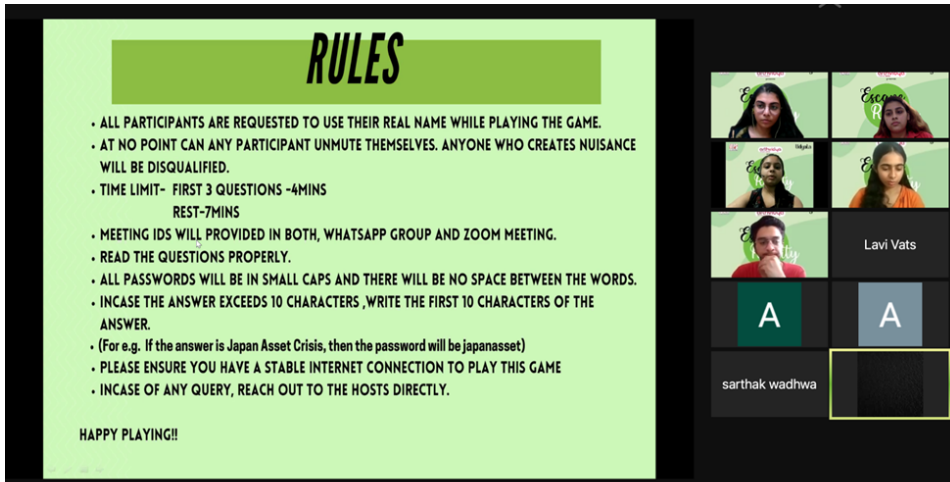 RULES
• ALL PARTICIPANTS ARE REQUESTED TO USE THEIR REAL NAME WHILE PLAYING THE GAME.
• AT NO POINT CAN ANY PARTICIPANT UNMUTE THEMSELVES. ANYONE WHO CREATES NUISANCE
WILL BE DISQUALIFIED.
• TIME LIMIT- FIRST 3 QUESTIONS -4MINS
REST-7MINS
• MEETING IDS WILL PROVIDED IN BOTH, WHATSAPP GROUP AND ZOOM MEETING.
• READ THE QUESTIONS PROPERLY.
• ALL PASSWORDS WILL BE IN SMALL CAPS AND THERE WILL BE NO SPACE BETWEEN THE WORDS.
• INCASE THE ANSWER EXCEEDS 10 CHARACTERS ,WRITE THE FIRST 10 CHARACTERS OF THE
ANSWER.
• (For e.g. If the answer is Japan Asset Crisis, then the password will be japanasset)
• PLEASE ENSURE YOU HAVE A STABLE INTERNET CONNECTION TO PLAY THIS GAME
• INCASE OF ANY QUERY, REACH OUT TO THE HOSTS DIRECTLY.
HAPPY PLAYING!!
Escape
Lavi Vats
A
A
sarthak wadhwa